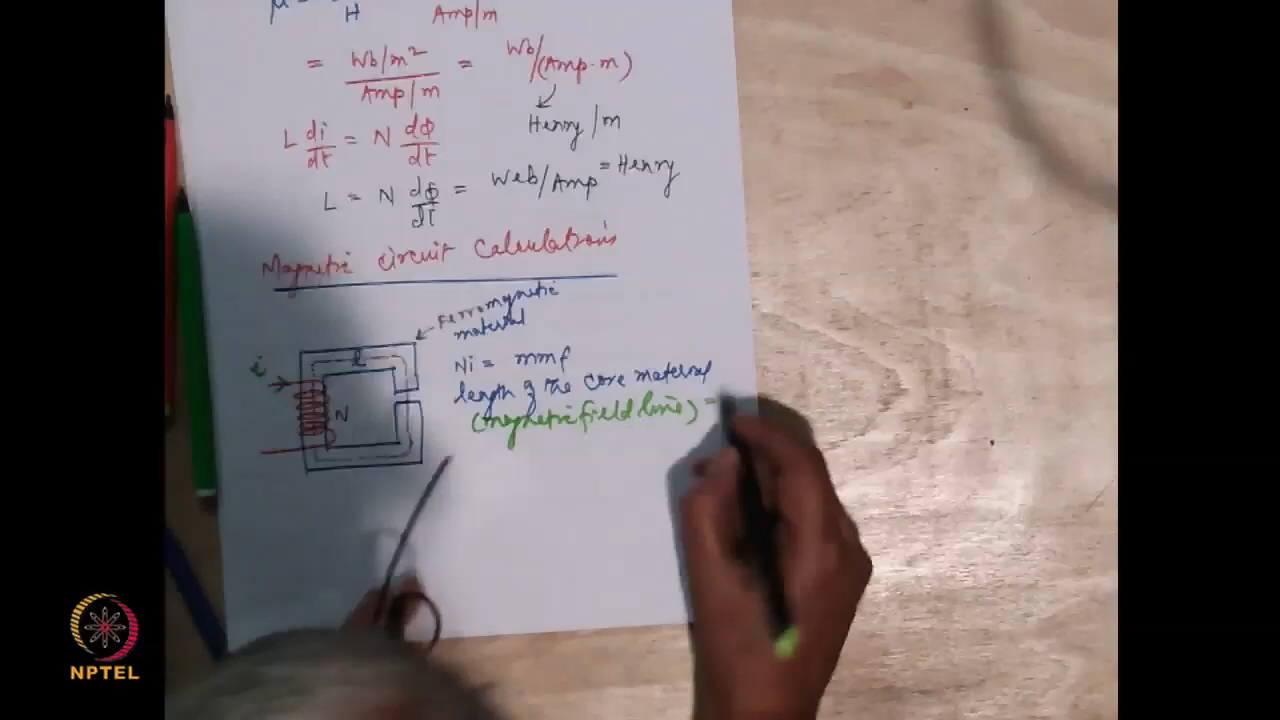 μ =
H Amp/m
= Wb/m² / Amp/m = Wb/(Amp-m)
Henry/m
L di/dt = N dΦ/dt
L = N dΦ/di = Web/Amp = Henry
Magnetic circuit calculations
Ferromagnetic
material
i
l
N
Ni = mmf
length of the core material
(magnetic field line) =
NPTEL